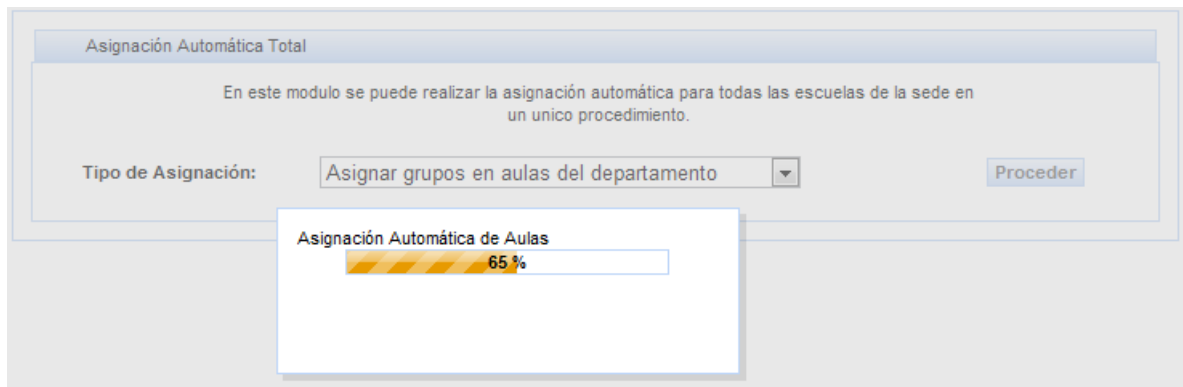 Asignación Automática Total
En este modulo se puede realizar la asignación automática para todas las escuelas de la sede en
un unico procedimiento.
Tipo de Asignación: Asignar grupos en aulas del departamento Proceder
Asignación Automática de Aulas
65 %